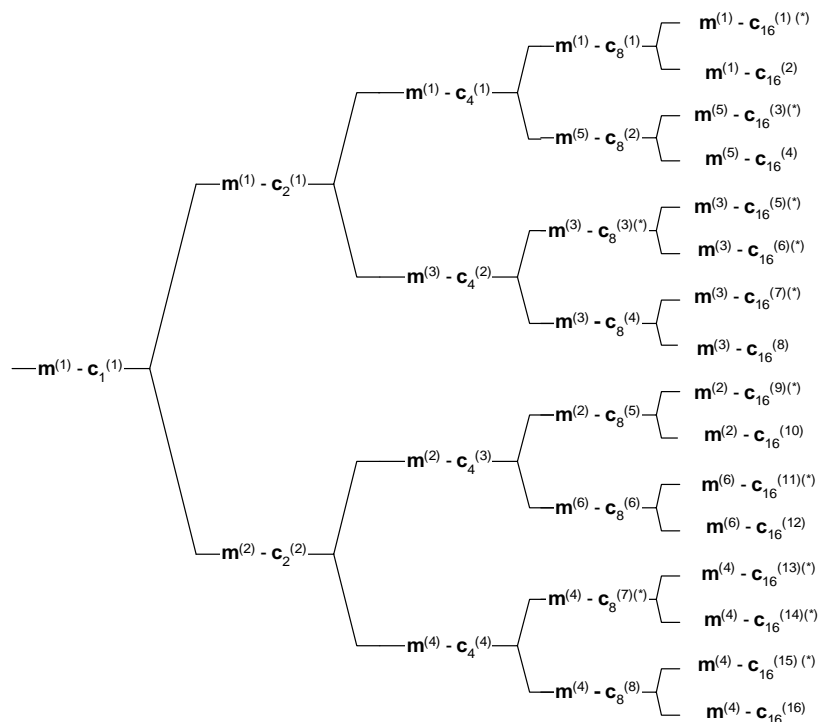 m(1) - c16(1) (*)
m(1) - c8(1)
m(1) - c16(2)
m(1) - c4(1)
m(5) - c16(3)(*)
m(5) - c8(2)
m(5) - c16(4)
m(1) - c2(1)
m(3) - c16(5)(*)
m(3) - c8(3)(*)
m(3) - c16(6)(*)
m(3) - c4(2)
m(3) - c16(7)(*)
m(3) - c8(4)
m(3) - c16(8)
m(1) - c1(1)
m(2) - c16(9)(*)
m(2) - c8(5)
m(2) - c16(10)
m(2) - c4(3)
m(6) - c16(11)(*)
m(6) - c8(6)
m(6) - c16(12)
m(2) - c2(2)
m(4) - c16(13)(*)
m(4) - c8(7)(*)
m(4) - c16(14)(*)
m(4) - c4(4)
m(4) - c16(15) (*)
m(4) - c8(8)
m(4) - c16(16)